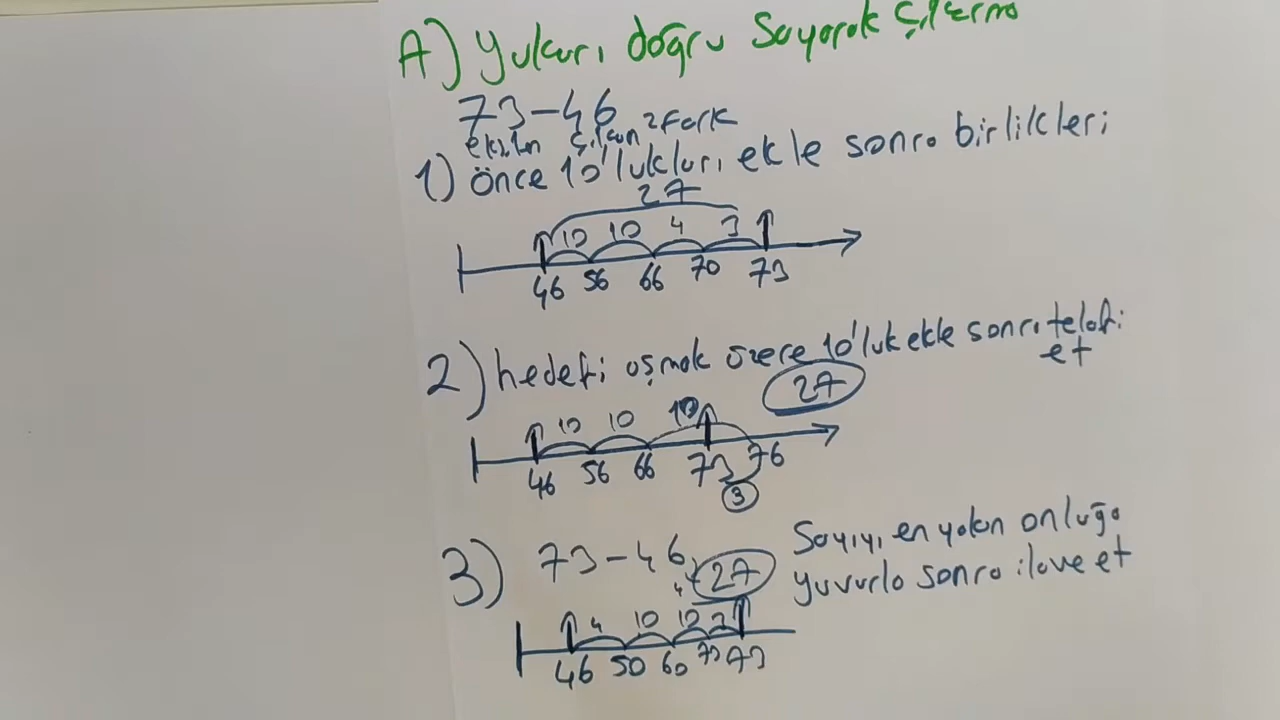 A) Yukarı doğru Sayarak Çıkarma
73-46
eksilen çıkan = Fark
1) önce 10'lukları ekle sonra birlikleri
27
10 10 4 3
46 56 66 70 73
2) hedefi aşmak üzere 10'luk ekle sonra telafi
et
27
10 10 10
46 56 66 73 76
3
3) 73-46
27
Sayıyı en yakın onluğa
yuvarla sonra ilave et
4 10 10 3
46 50 60 70 73